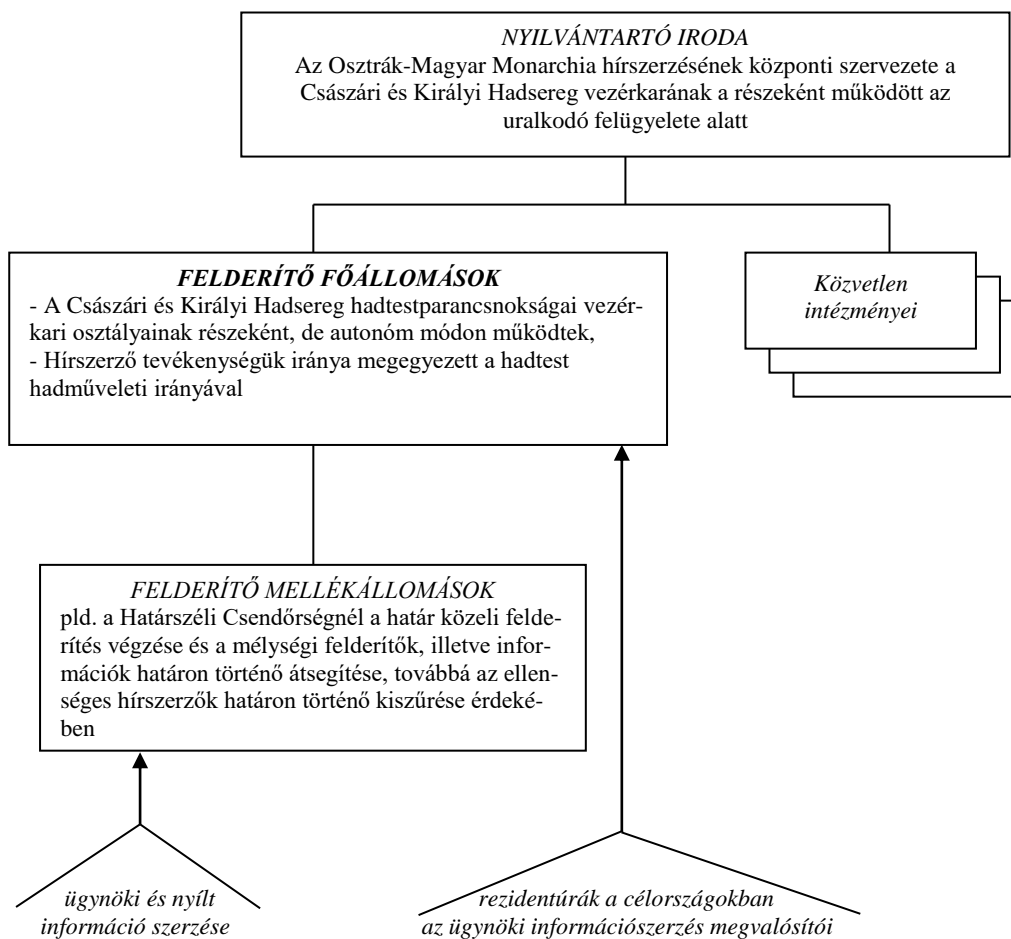 NYILVÁNTARTÓ IRODA
Az Osztrák-Magyar Monarchia hírszerzésének központi szervezete a
Császári és Királyi Hadsereg vezérkarának a részeként működött az
uralkodó felügyelete alatt
FELDERÍTŐ FŐÁLLOMÁSOK
- A Császári és Királyi Hadsereg hadtestparancsnokságai vezér-
kari osztályainak részeként, de autonóm módon működtek,
- Hírszerző tevékenységük iránya megegyezett a hadtest
hadműveleti irányával
Közvetlen
intézményei
FELDERÍTŐ MELLÉKÁLLOMÁSOK
pld. a Határszéli Csendőrségnél a határ közeli felde-
rítés végzése és a mélységi felderítők, illetve infor-
mációk határon történő átsegítése, továbbá az ellen-
séges hírszerzők határon történő kiszűrése érdeké-
ben
ügynöki és nyílt
információ szerzése
rezidentúrák a célországokban
az ügynöki információszerzés megvalósítói